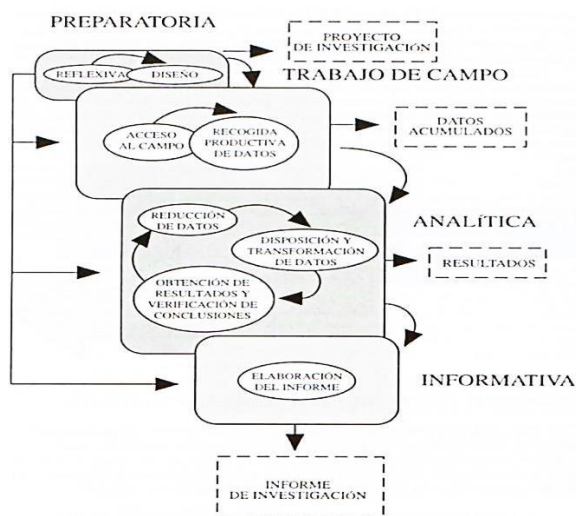 PREPARATORIA
PROYECTO
DE INVESTIGACIÓN
REFLEXIVA
DISEÑO
TRABAJO DE CAMPO
ACCESO
AL CAMPO
RECOGIDA
PRODUCTIVA
DE DATOS
DATOS
ACUMULADOS
REDUCCIÓN
DE DATOS
ANALÍTICA
DISPOSICIÓN Y
TRANSFORMACIÓN
DE DATOS
RESULTADOS
OBTENCIÓN DE
RESULTADOS Y
VERIFICACIÓN DE
CONCLUSIONES
ELABORACIÓN
DEL INFORME
INFORMATIVA
INFORME
DE INVESTIGACIÓN